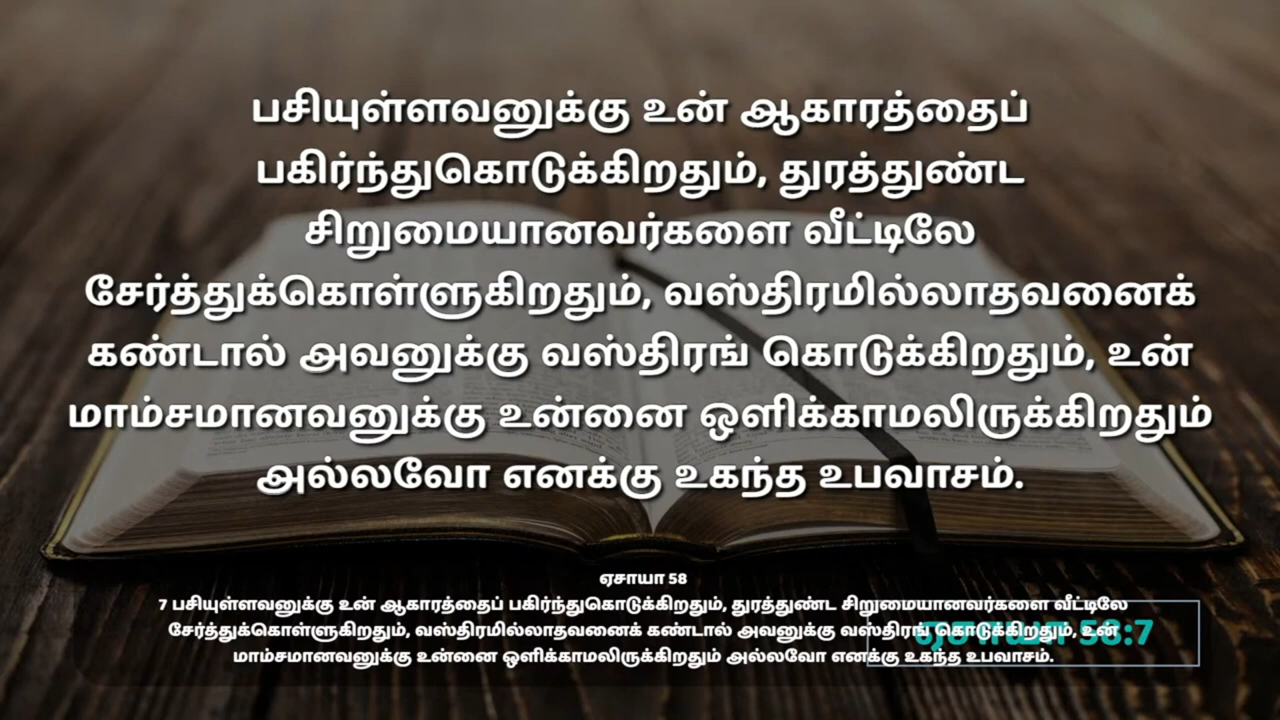 பசியுள்ளவனுக்கு உன் ஆகாரத்தைப்
பகிர்ந்துகொடுக்கிறதும், துரத்துண்ட
சிறுமையானவர்களை வீட்டிலே
சேர்த்துக்கொள்ளுகிறதும், வஸ்திரமில்லாதவனைக்
கண்டால் அவனுக்கு வஸ்திரங் கொடுக்கிறதும், உன்
மாம்சமானவனுக்கு உன்னை ஒளிக்காமலிருக்கிறதும்
அல்லவோ எனக்கு உகந்த உபவாசம்.
ஏசாயா 58
7 பசியுள்ளவனுக்கு உன் ஆகாரத்தைப் பகிர்ந்துகொடுக்கிறதும், துரத்துண்ட சிறுமையானவர்களை வீட்டிலே
சேர்த்துக்கொள்ளுகிறதும், வஸ்திரமில்லாதவனைக் கண்டால் அவனுக்கு வஸ்திரங் கொடுக்கிறதும், உன்
மாம்சமானவனுக்கு உன்னை ஒளிக்காமலிருக்கிறதும் அல்லவோ எனக்கு உகந்த உபவாசம்.
58:7